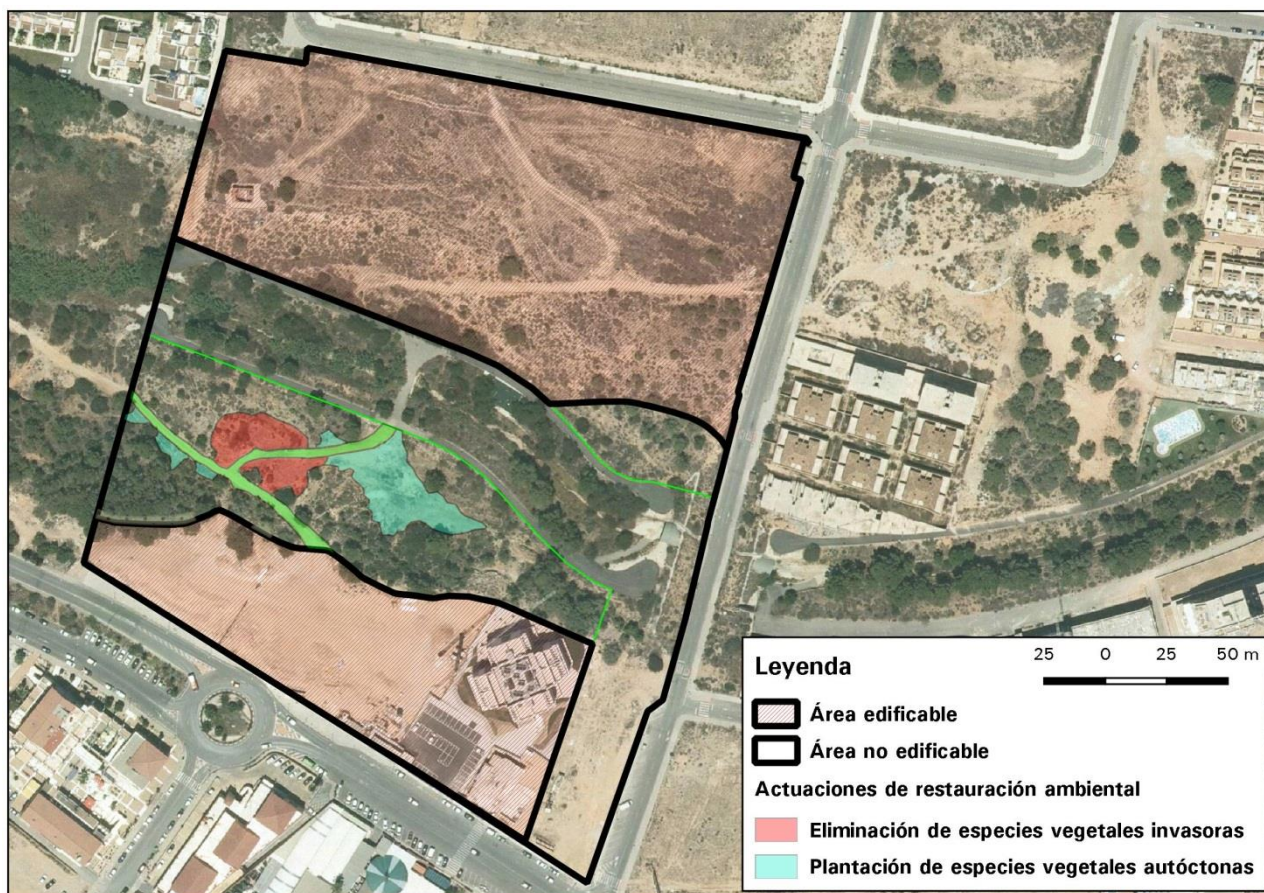 Leyenda
25 0 25 50 m
Área edificable
Área no edificable
Actuaciones de restauración ambiental
Eliminación de especies vegetales invasoras
Plantación de especies vegetales autóctonas